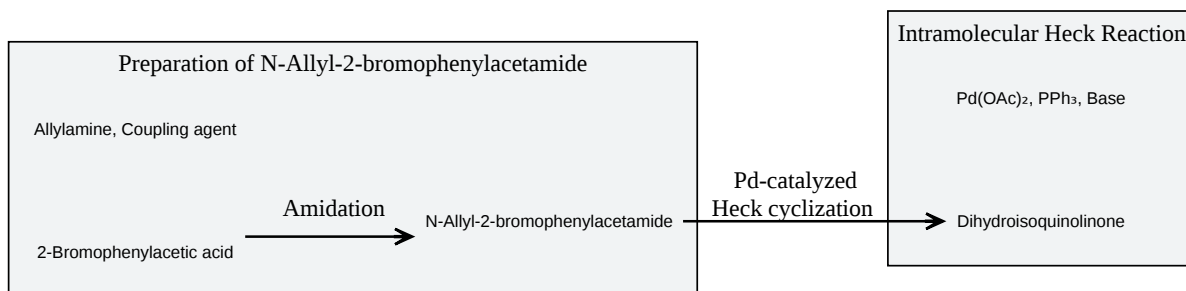 Preparation of N-Allyl-2-bromophenylacetamide
Allylamine, Coupling agent
Amidation
2-Bromophenylacetic acid
N-Allyl-2-bromophenylacetamide
Pd-catalyzed
Heck cyclization
Intramolecular Heck Reaction
Pd(OAc)₂, PPh₃, Base
Dihydroisoquinolinone